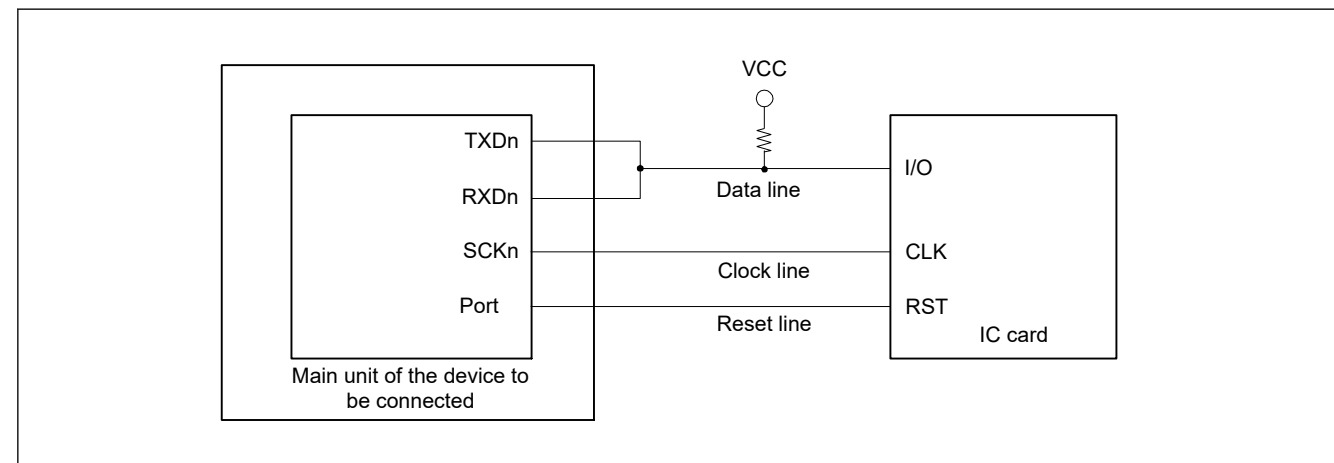 VCC
TXDn
RXDn
SCKn
Port
Main unit of the device to
be connected
Data line
Clock line
Reset line
I/O
CLK
RST
IC card